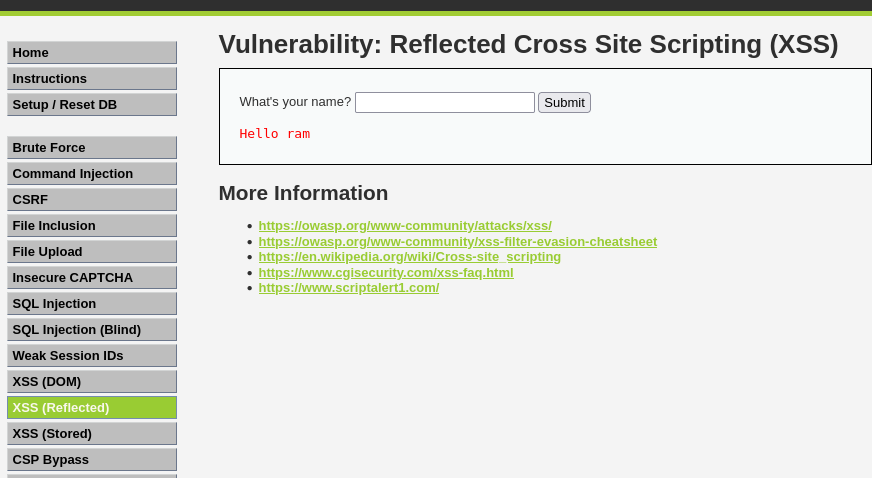 Home
Instructions
Setup / Reset DB
Brute Force
Command Injection
CSRF
File Inclusion
File Upload
Insecure CAPTCHA
SQL Injection
SQL Injection (Blind)
Weak Session IDs
XSS (DOM)
XSS (Reflected)
XSS (Stored)
CSP Bypass
Vulnerability: Reflected Cross Site Scripting (XSS)
What's your name? Submit
Hello ram
More Information
• https://owasp.org/www-community/attacks/xss/
• https://owasp.org/www-community/xss-filter-evasion-cheatsheet
• https://en.wikipedia.org/wiki/Cross-site_scripting
• https://www.cgisecurity.com/xss-faq.html
• https://www.scriptalert1.com/